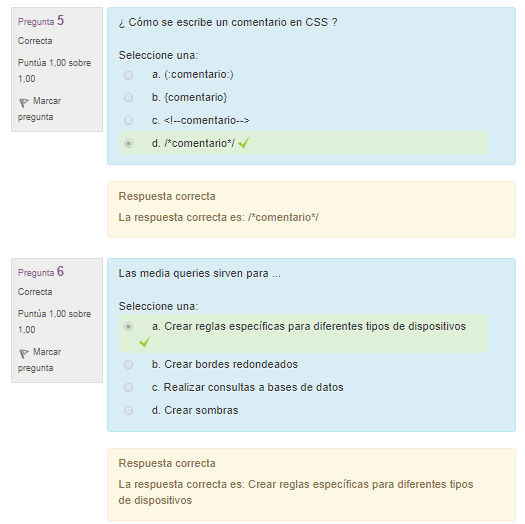 Pregunta 5
Correcta
Puntúa 1,00 sobre
1,00
Marcar
pregunta
¿ Cómo se escribe un comentario en CSS ?
Seleccione una:
a. (:comentario:)
b. {comentario}
c. <!--comentario-->
d. /*comentario*/
Respuesta correcta
La respuesta correcta es: /*comentario*/
Pregunta 6
Correcta
Puntúa 1,00 sobre
1,00
Marcar
pregunta
Las media queries sirven para ...
Seleccione una:
a. Crear reglas específicas para diferentes tipos de dispositivos
b. Crear bordes redondeados
c. Realizar consultas a bases de datos
d. Crear sombras
Respuesta correcta
La respuesta correcta es: Crear reglas específicas para diferentes tipos
de dispositivos